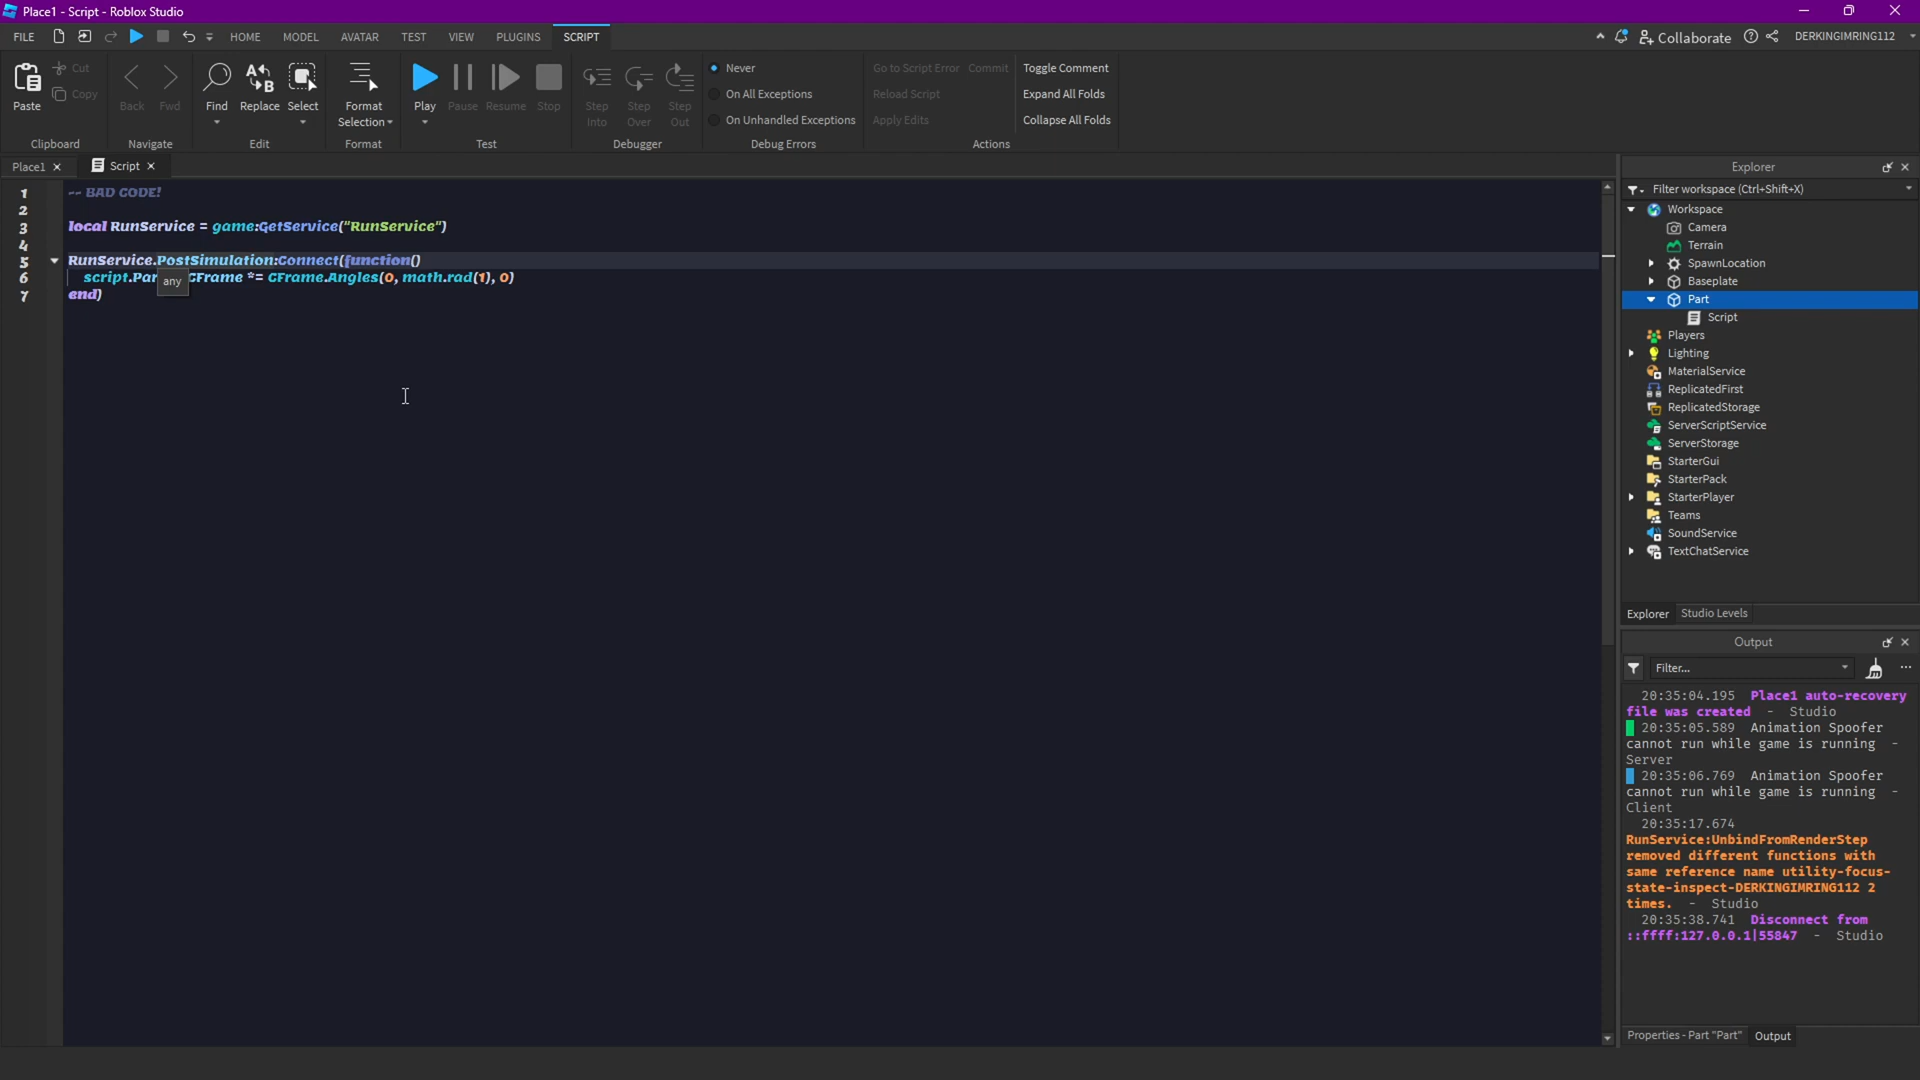 Place1 - Script - Roblox Studio
FILE
HOME
MODEL
AVATAR
TEST
VIEW
PLUGINS
SCRIPT
Collaborate
DERKINGIMRING112
Paste
Cut
Copy
Clipboard
Back
Fwd
Navigate
Find
Replace
Select
Edit
Format
Selection
Format
Play
Pause
Resume
Stop
Test
Step
Into
Step
Over
Step
Out
Debugger
Never
On All Exceptions
On Unhandled Exceptions
Debug Errors
Go to Script Error
Commit
Reload Script
Apply Edits
Toggle Comment
Expand All Folds
Collapse All Folds
Actions
Place1
Script
1 -- BAD CODE!
2
3 local RunService = game:GetService("RunService")
4
5 RunService.PostSimulation:Connect(function()
6 script.Par
any
CFrame *= CFrame.Angles(0, math.rad(1), 0)
7 end)
Explorer
Filter workspace (Ctrl+Shift+X)
Workspace
Camera
Terrain
SpawnLocation
Baseplate
Part
Script
Players
Lighting
MaterialService
ReplicatedFirst
ReplicatedStorage
ServerScriptService
ServerStorage
StarterGui
StarterPack
StarterPlayer
Teams
SoundService
TextChatService
Explorer
Studio Levels
Output
Filter...
20:35:04.195 Place1 auto-recovery
file was created - Studio
20:35:05.589 Animation Spoofer
cannot run while game is running -
Server
20:35:06.769 Animation Spoofer
cannot run while game is running -
Client
20:35:17.674
RunService:UnbindFromRenderStep
removed different functions with
same reference name utility-focus-
state-inspect-DERKINGIMRING112 2
times. - Studio
20:35:38.741 Disconnect from
::ffff:127.0.0.1|55847 - Studio
Properties - Part "Part"
Output